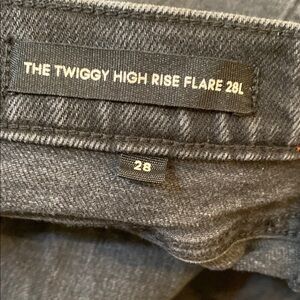 THE TWIGGY HIGH RISE FLARE 28L
28